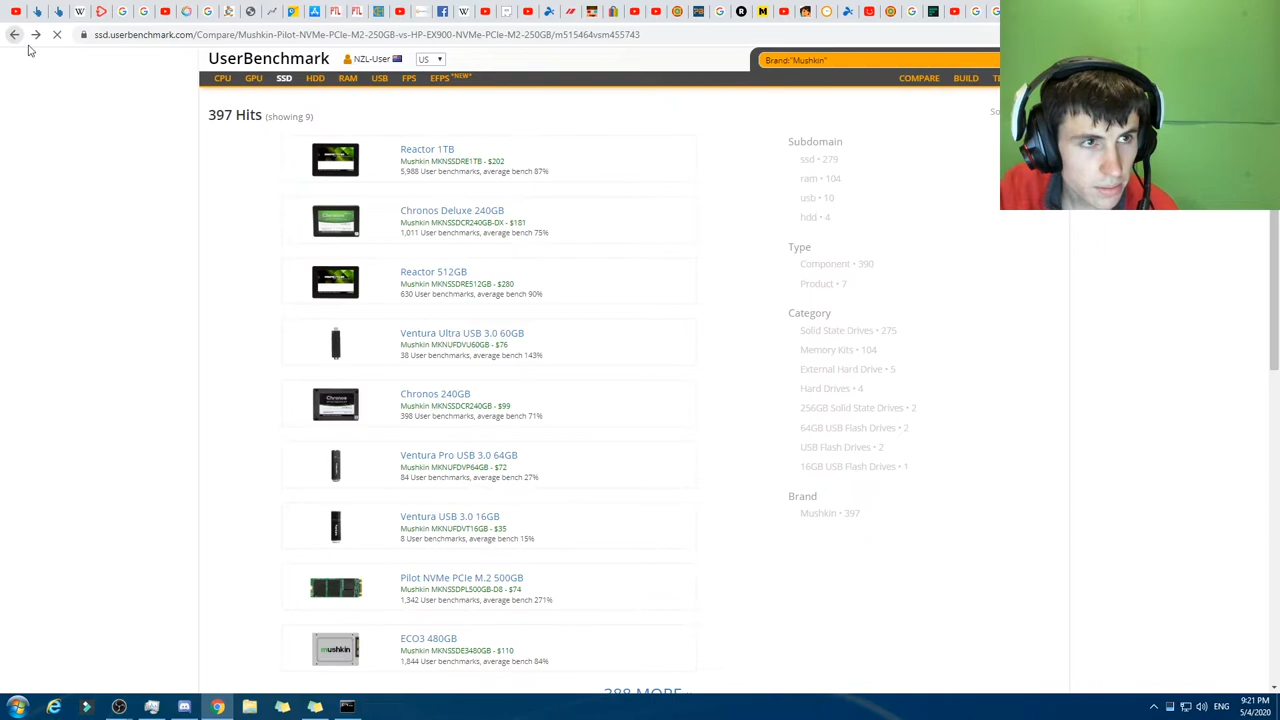 ssd.userbenchmark.com/Compare/Mushkin-Pilot-NVMe-PCIe-M2-250GB-vs-HP-EX900-NVMe-PCIe-M2-250GB/m515464vsm455743
UserBenchmark
NZL-User
US
Brand:"Mushkin"
CPU GPU SSD HDD RAM USB FPS EFPS *NEW*
COMPARE BUILD
397 Hits (showing 9)
Reactor 1TB
Mushkin MKNSSDRE1TB - $202
5,988 User benchmarks, average bench 87%
Chronos Deluxe 240GB
Mushkin MKNSSDCR240GB-DX - $181
1,011 User benchmarks, average bench 75%
Reactor 512GB
Mushkin MKNSSDRE512GB - $280
630 User benchmarks, average bench 90%
Ventura Ultra USB 3.0 60GB
Mushkin MKNUFDVU60GB - $76
38 User benchmarks, average bench 143%
Chronos 240GB
Mushkin MKNSSDCR240GB - $99
398 User benchmarks, average bench 71%
Ventura Pro USB 3.0 64GB
Mushkin MKNUFDVP64GB - $72
84 User benchmarks, average bench 27%
Ventura USB 3.0 16GB
Mushkin MKNUFDVT16GB - $35
8 User benchmarks, average bench 15%
Pilot NVMe PCIe M.2 500GB
Mushkin MKNSSDPL500GB-D8 - $74
1,342 User benchmarks, average bench 271%
mushkin
ECO3 480GB
Mushkin MKNSSDE3480GB - $110
1,844 User benchmarks, average bench 84%
388 MORE
Subdomain
ssd • 279
ram • 104
usb • 10
hdd • 4
Type
Component • 390
Product • 7
Category
Solid State Drives • 275
Memory Kits • 104
External Hard Drive • 5
Hard Drives • 4
256GB Solid State Drives • 2
64GB USB Flash Drives • 2
USB Flash Drives • 2
16GB USB Flash Drives • 1
Brand
Mushkin • 397
ENG
9:21 PM
5/4/2020